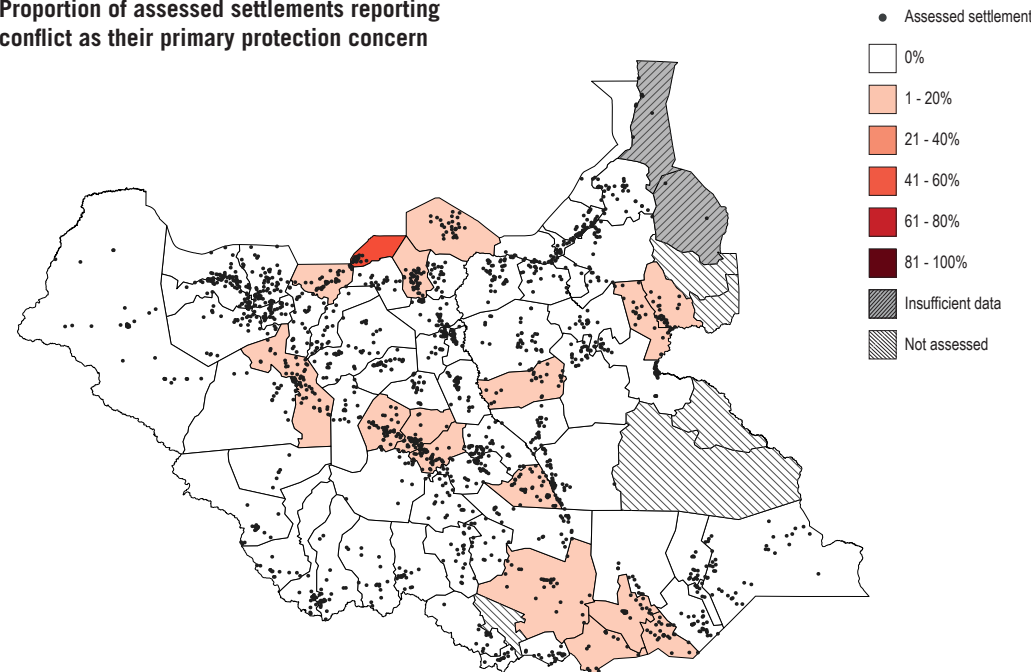 Proportion of assessed settlements reporting
conflict as their primary protection concern
Assessed settlement
0%
1 - 20%
21 - 40%
41 - 60%
61 - 80%
81 - 100%
Insufficient data
Not assessed